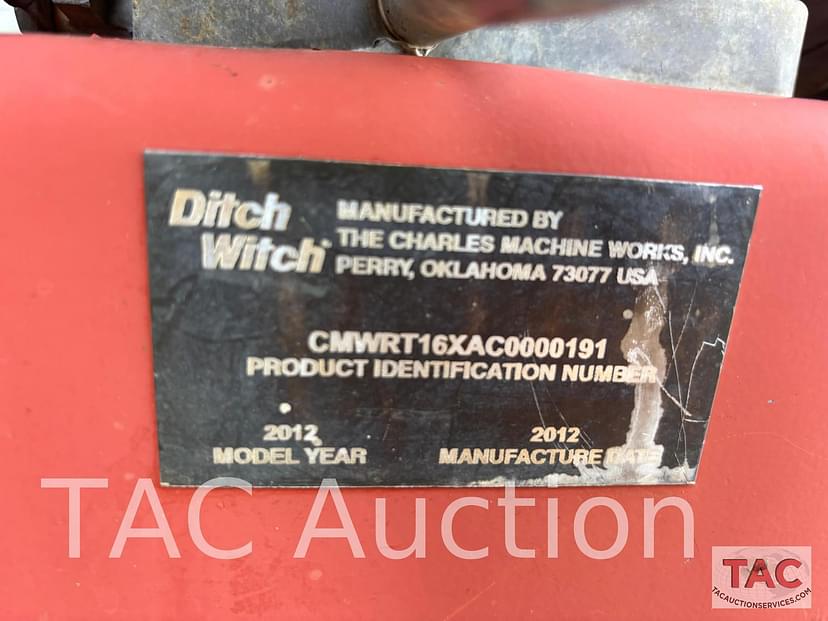 Ditch Witch
MANUFACTURED BY
THE CHARLES MACHINE WORKS, INC.
PERRY, OKLAHOMA 73077 USA
CMWRT16XAC0000191
PRODUCT IDENTIFICATION NUMBER
2012
MODEL YEAR
2012
MANUFACTURE DATE
TAC Auction
TAC
TACAUCTIONSERVICES.COM